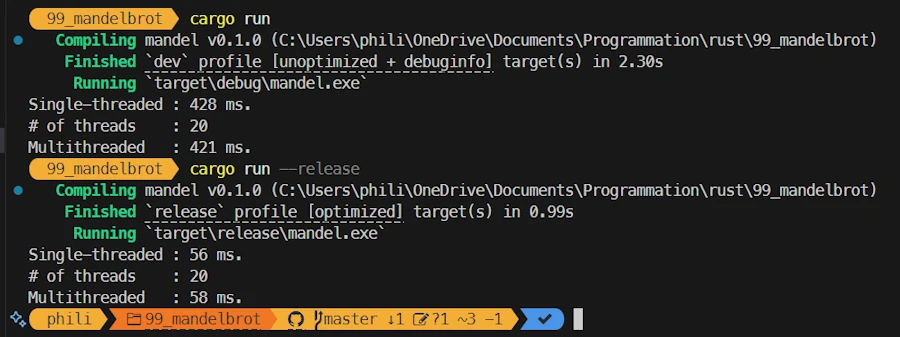 99_mandelbrot cargo run
Compiling mandel v0.1.0 (C:\Users\phili\OneDrive\Documents\Programmation\rust\99_mandelbrot)
Finished `dev` profile [unoptimized + debuginfo] target(s) in 2.30s
Running `target\debug\mandel.exe`
Single-threaded : 428 ms.
# of threads    : 20
Multithreaded   : 421 ms.
99_mandelbrot cargo run --release
Compiling mandel v0.1.0 (C:\Users\phili\OneDrive\Documents\Programmation\rust\99_mandelbrot)
Finished `release` profile [optimized] target(s) in 0.99s
Running `target\release\mandel.exe`
Single-threaded : 56 ms.
# of threads    : 20
Multithreaded   : 58 ms.
phili 99_mandelbrot master ↓1 ?1 ~3 -1 ✓